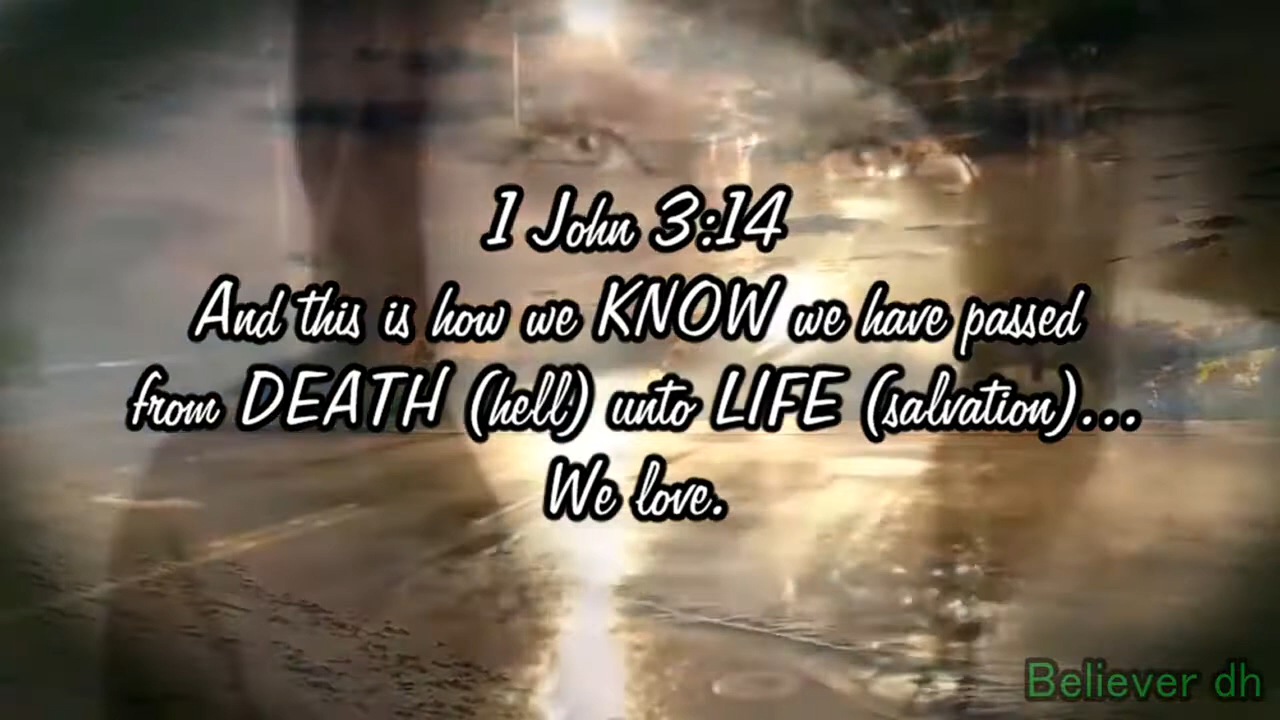 1 John 3:14
And this is how we KNOW we have passed
from DEATH (hell) unto LIFE (salvation)...
We love.
Believer dh